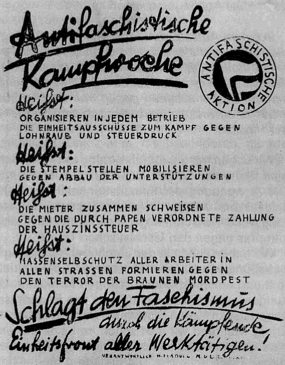 Antifaschistische
Kampfwoche
ANTIFASCHISTISCHE
AKTION
Heißt:
ORGANISIEREN IN JEDEM BETRIEB
DIE EINHEITSAUSSCHÜSSE ZUM KAMPF GEGEN
LOHNRAUB UND STEUERDRUCK
Heißt:
DIE STEMPELSTELLEN MOBILISIEREN
GEGEN ABBAU DER UNTERSTÜTZUNGEN
Heißt:
DIE MIETER ZUSAMMEN SCHWEISSEN
GEGEN DIE DURCH PAPEN VERORDNETE ZAHLUNG
DER HAUSZINSSTEUER
Heißt:
MASSENSELBSCHUTZ ALLER ARBEITER IN
ALLEN STRASSEN FORMIEREN GEGEN
DEN TERROR DER BRAUNEN MORDPEST
Schlagt den Faschismus
durch die kämpfende
Einheitsfront aller Werktätigen!
VERANTWORTLICH